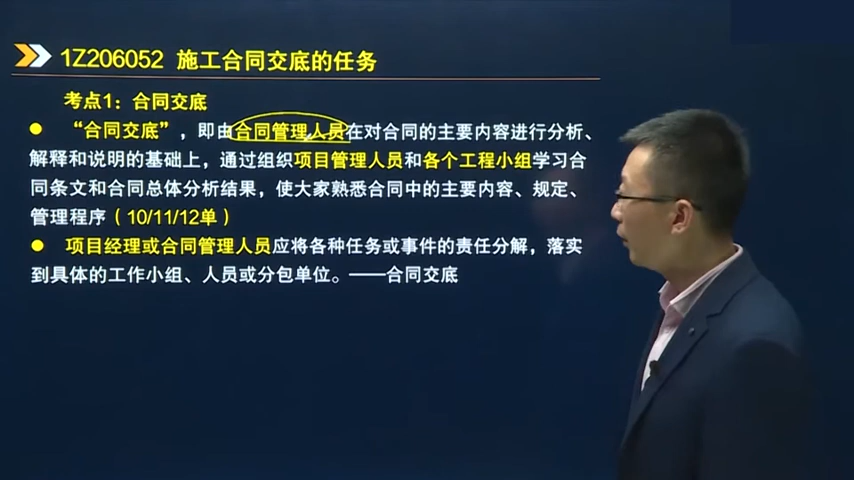 1Z206052 施工合同交底的任务
考点1：合同交底
● “合同交底”，即由合同管理人员在对合同的主要内容进行分析、
解释和说明的基础上，通过组织项目管理人员和各个工程小组学习合
同条文和合同总体分析结果，使大家熟悉合同中的主要内容、规定、
管理程序（10/11/12单）
● 项目经理或合同管理人员应将各种任务或事件的责任分解，落实
到具体的工作小组、人员或分包单位。——合同交底